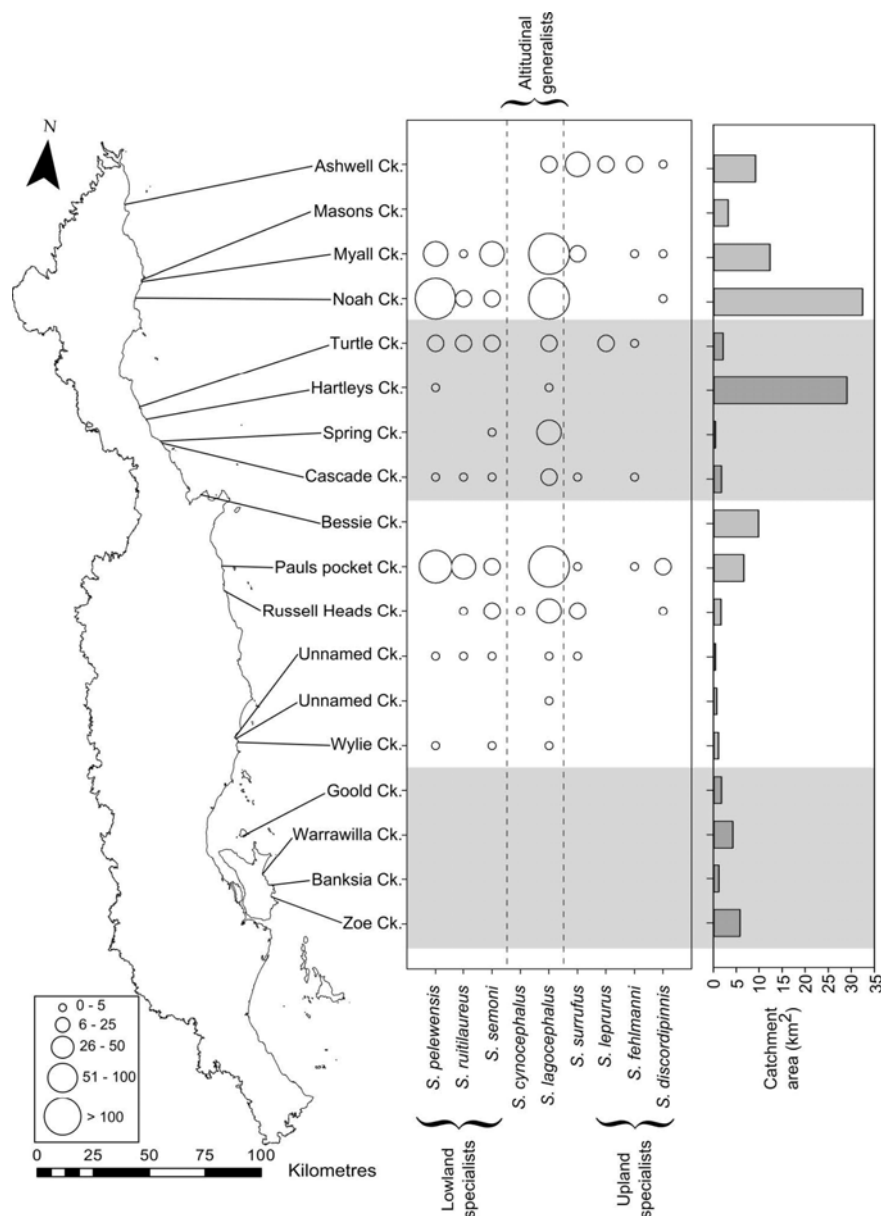 Altitudinal
generalists
N
Ashwell Ck.
Masons Ck.
Myall Ck.
Noah Ck.
Turtle Ck.
Hartleys Ck.
Spring Ck.
Cascade Ck.
Bessie Ck.
Pauls pocket Ck.
Russell Heads Ck.
Unnamed Ck.
Unnamed Ck.
Wylie Ck.
Goold Ck.
Warrawilla Ck.
Banksia Ck.
Zoe Ck.
0 - 5
6 - 25
26 - 50
51 - 100
> 100
0 25 50 75 100
Kilometres
S. pelewensis
S. ruitilaureus
S. semoni
S. cynocephalus
S. lagocephalus
S. surrufus
S. leprurus
S. fehlmanni
S. discordipinnis
Lowland
specialists
Upland
specialists
0 5 10 15 20 25 30 35
Catchment
area (km²)